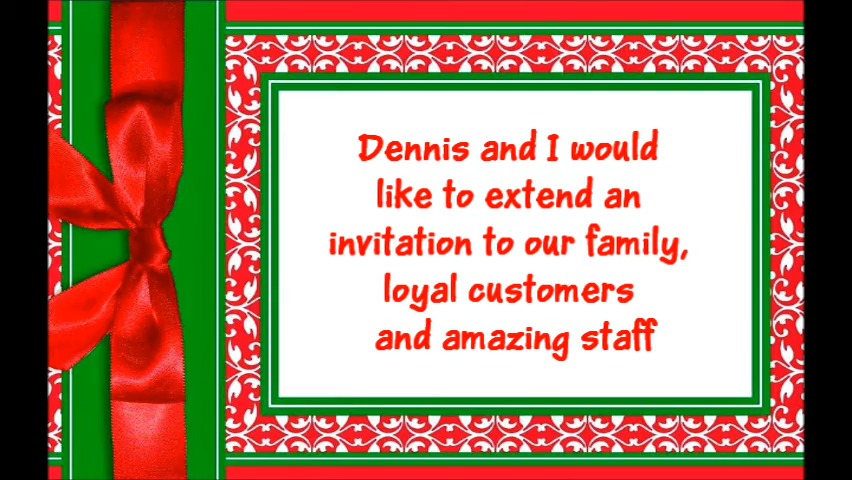 Dennis and I would
like to extend an
invitation to our family,
loyal customers
and amazing staff